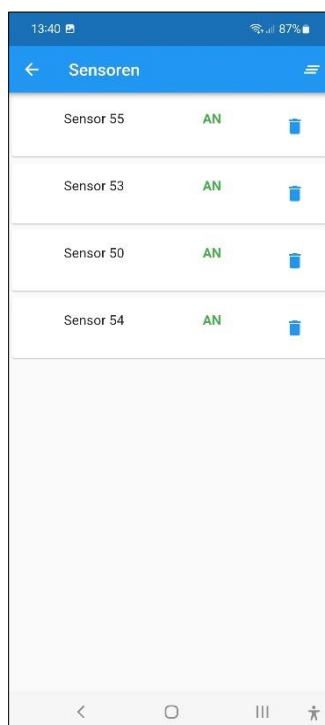 13:40 87%
Sensoren
Sensor 55 AN
Sensor 53 AN
Sensor 50 AN
Sensor 54 AN